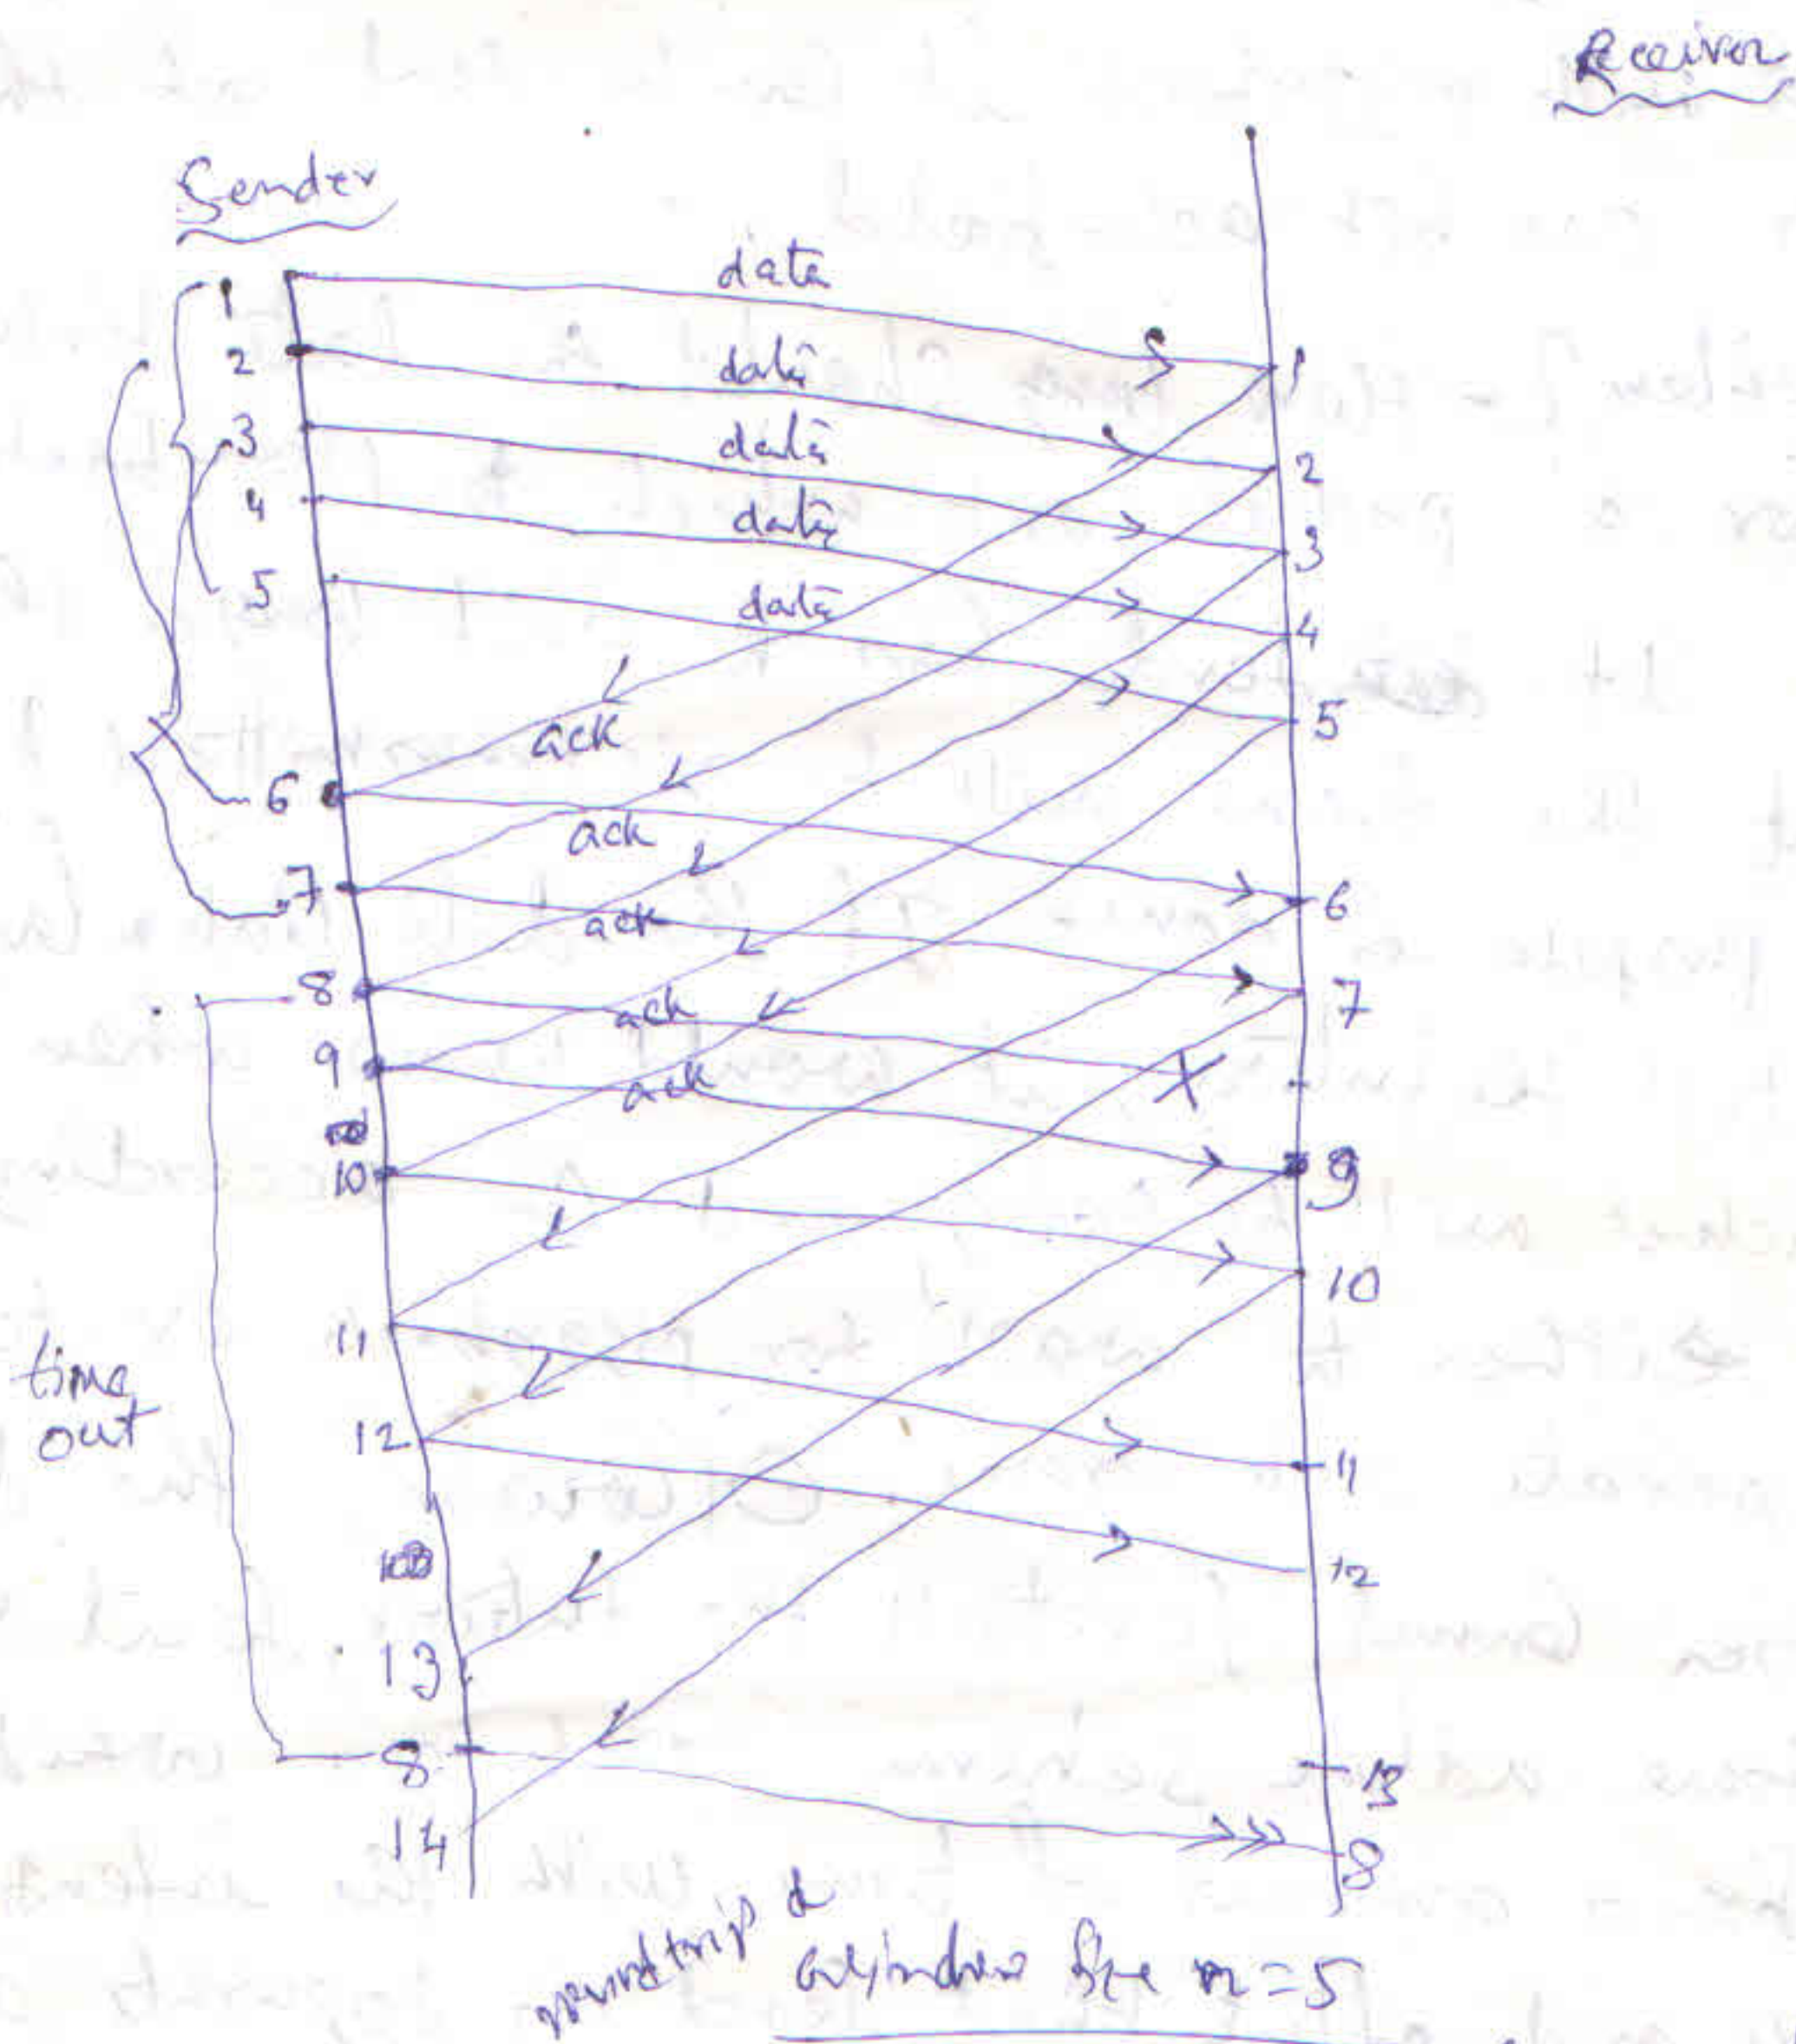 Receiver
Sender
1 data
2 data 1
3 data 2
4 data 3
5 data 4
5
ack
6 ack
7 ack 6
8 ack 7
9 ack
10 9
10
11
time
out
12 11
12
13
8 13
14 8
round trip
window size n=5